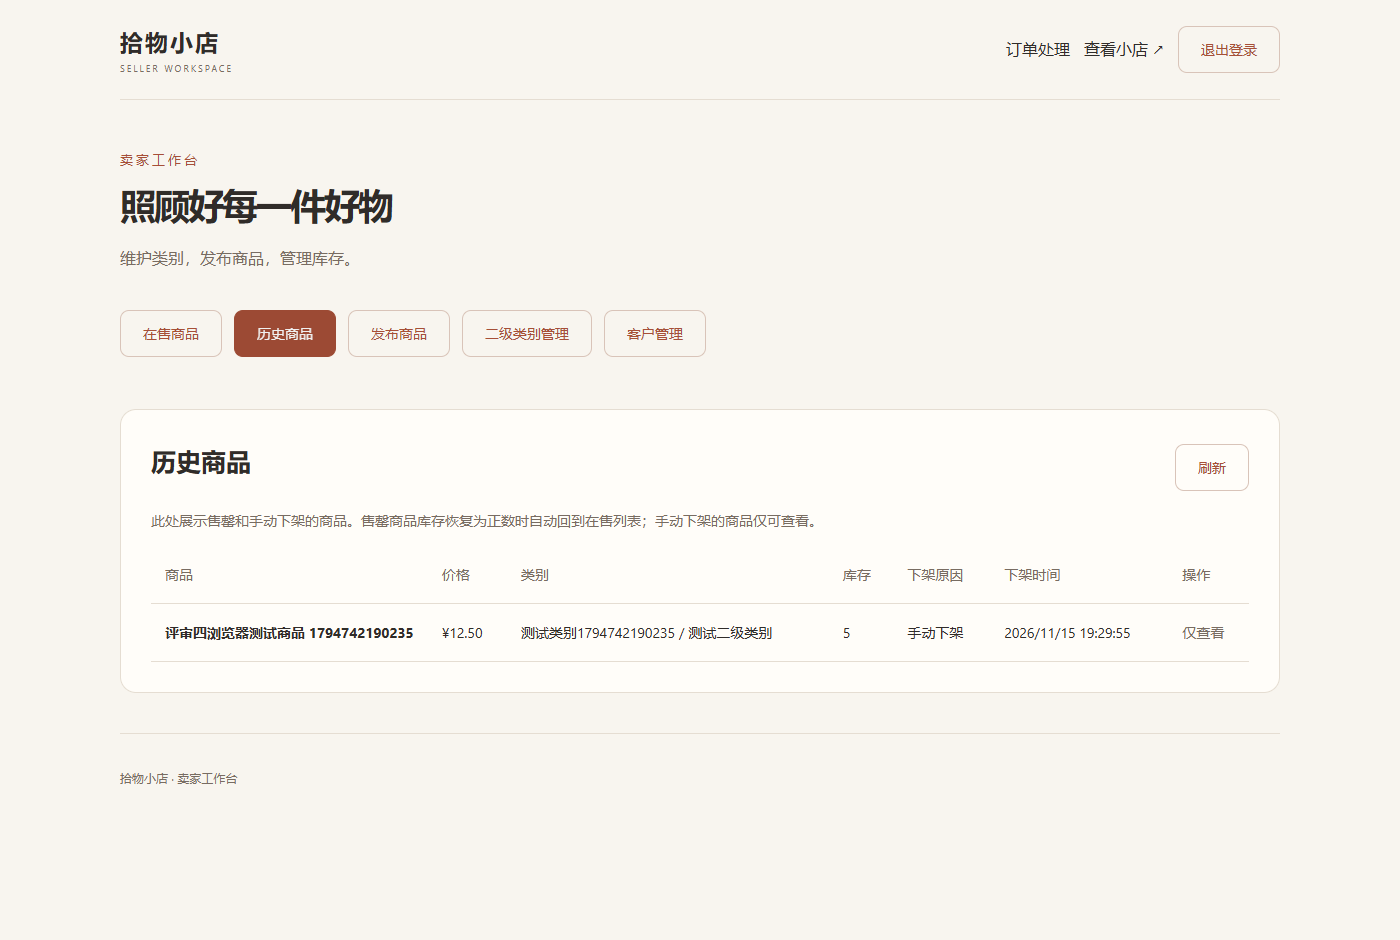 拾物小店
SELLER WORKSPACE
订单处理 查看小店 ↗ 退出登录
卖家工作台
照顾好每一件好物
维护类别，发布商品，管理库存。
在售商品 历史商品 发布商品 二级类别管理 客户管理
历史商品 刷新
此处展示售罄和手动下架的商品。售罄商品库存恢复为正数时自动回到在售列表；手动下架的商品仅可查看。
商品 价格 类别 库存 下架原因 下架时间 操作
评审四浏览器测试商品 1794742190235 ¥12.50 测试类别1794742190235 / 测试二级类别 5 手动下架 2026/11/15 19:29:55 仅查看
拾物小店 · 卖家工作台